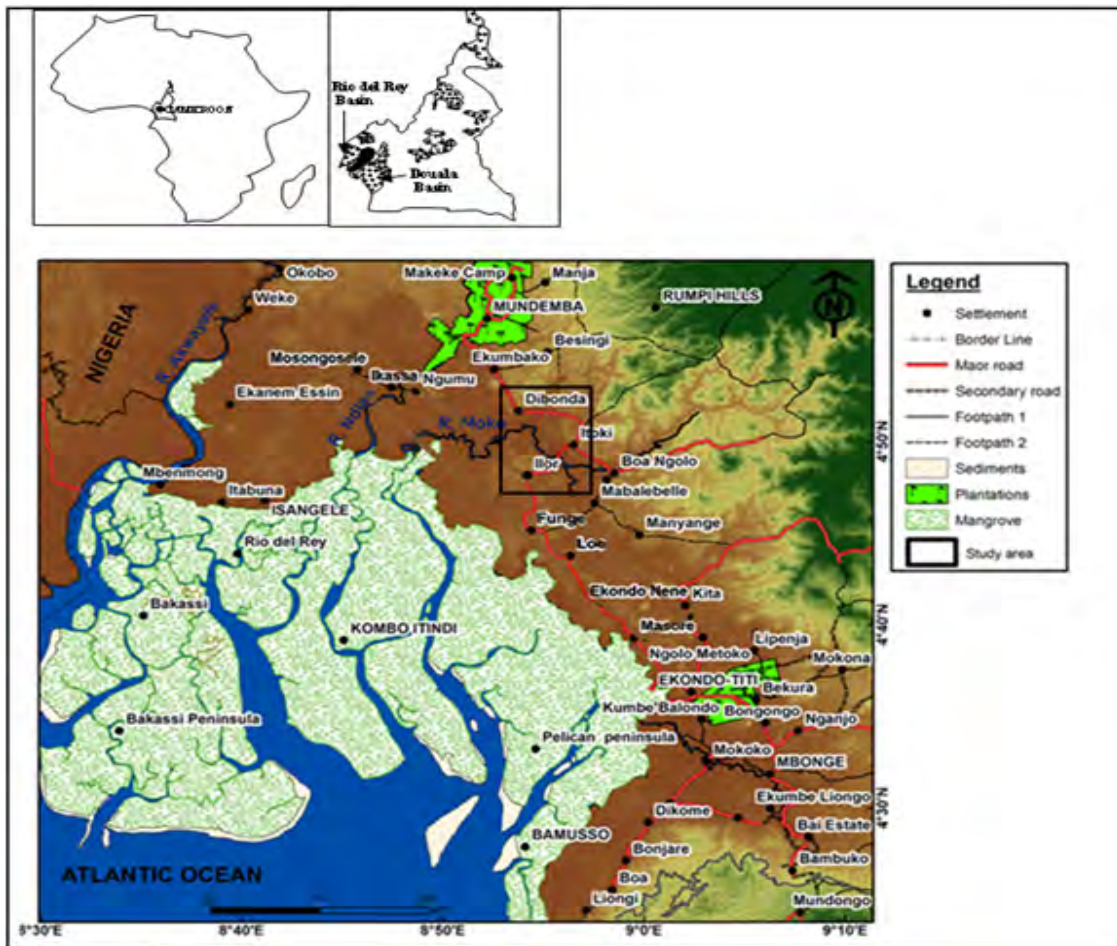 CAMEROON
Rio del Rey
Basin
Douala
Basin
Okobo
Makeke Camp
Manja
Weke
MUNDEMBA
RUMPI HILLS
N
NIGERIA
R. Akwayefe
Besingi
Mosongosele
Ekumbako
Ikassa
Ngumu
Ekanem Essin
R. Ndian
Dibonda
R. Moko
Itoki
Ilor
Boa Ngolo
Mbenmong
Mabalebelle
Itabuna
ISANGELE
Funge
Manyange
Rio del Rey
Loe
Bakassi
Ekondo Nene
Kita
KOMBO ITINDI
Masore
Lipenja
Ngolo Metoko
Mokona
EKONDO-TITI
Bekura
Kumbe Balondo
Bongongo
Nganjo
Bakassi Peninsula
Pelican peninsula
Mokoko
MBONGE
Ekumbe Liongo
Dikome
Bai Estate
BAMUSSO
Bonjare
Bambuko
ATLANTIC OCEAN
Boa
Liongi
Mundongo
4°50'N
4°40'N
4°30'N
8°30'E
8°40'E
8°50'E
9°0'E
9°10'E
Legend
Settlement
Border Line
Maor road
Secondary road
Footpath 1
Footpath 2
Sediments
Plantations
Mangrove
Study area